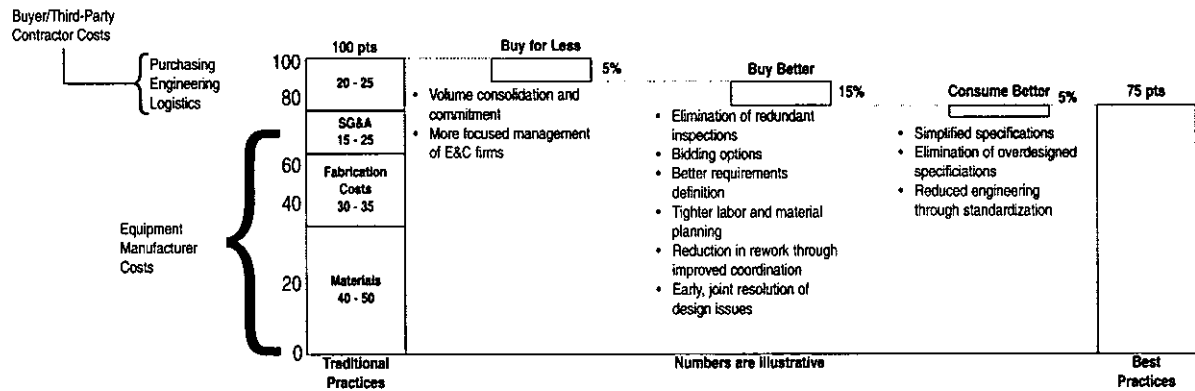 Buyer/Third-Party
Contractor Costs
Purchasing
Engineering
Logistics
Equipment
Manufacturer
Costs
100
80
60
40
20
0
100 pts
20 - 25
SG&A
15 - 25
Fabrication
Costs
30 - 35
Materials
40 - 50
Traditional
Practices
Buy for Less
5%
• Volume consolidation and
commitment
• More focused management
of E&C firms
Buy Better
15%
• Elimination of redundant
inspections
• Bidding options
• Better requirements
definition
• Tighter labor and material
planning
• Reduction in rework through
improved coordination
• Early, joint resolution of
design issues
Consume Better
5%
• Simplified specifications
• Elimination of overdesigned
specificiations
• Reduced engineering
through standardization
75 pts
Numbers are illustrative
Best
Practices